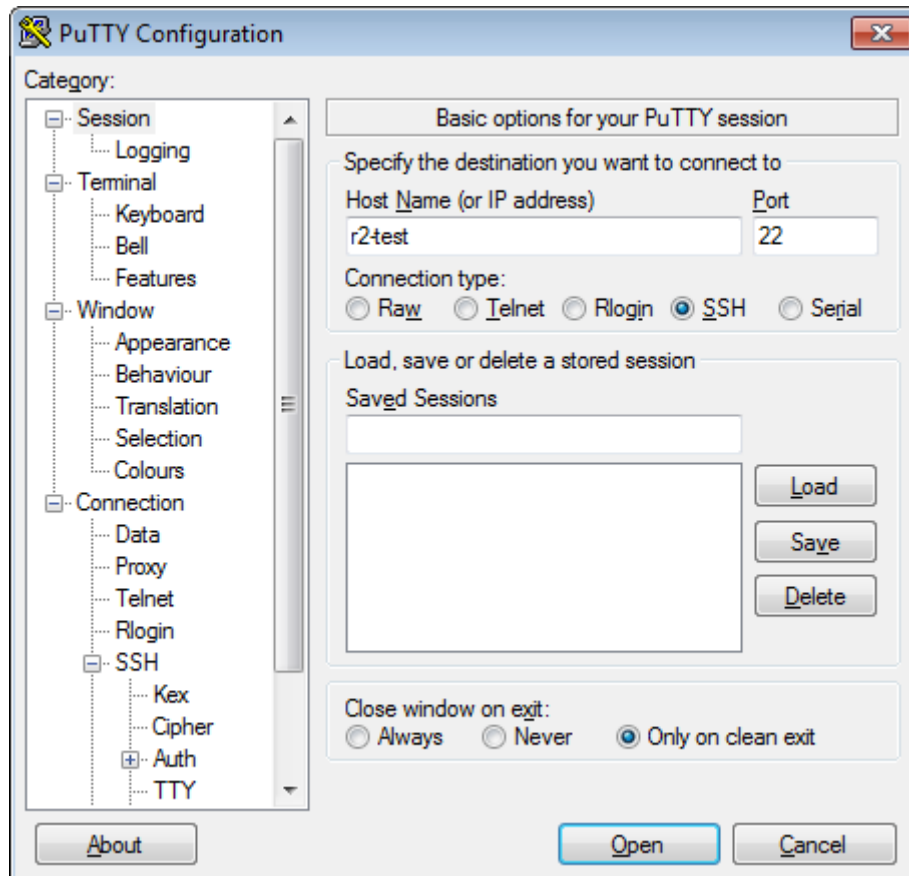 PuTTY Configuration
Category:
Session
Logging
Terminal
Keyboard
Bell
Features
Window
Appearance
Behaviour
Translation
Selection
Colours
Connection
Data
Proxy
Telnet
Rlogin
SSH
Kex
Cipher
Auth
TTY
Basic options for your PuTTY session
Specify the destination you want to connect to
Host Name (or IP address) Port
r2-test 22
Connection type:
Raw Telnet Rlogin SSH Serial
Load, save or delete a stored session
Saved Sessions
Load
Save
Delete
Close window on exit:
Always Never Only on clean exit
About Open Cancel